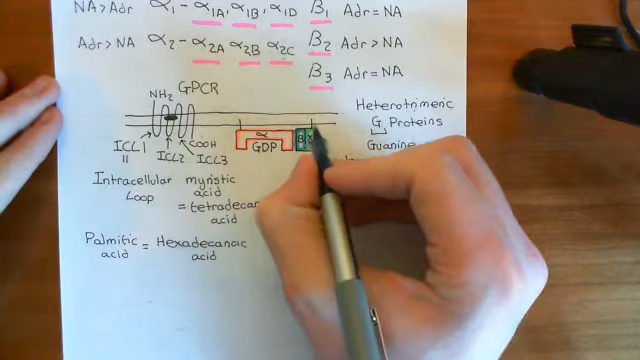 NA>Adr α1 - α1A, α1B, α1D β1 Adr = NA
Adr>NA α2 - α2A α2B α2C β2 Adr > NA
β3 Adr = NA
NH2 GPCR
Heterotrimeric
G Proteins
Guanine
α
GDP
β γ
COOH
ICL1
ICL2 ICL3
Intracellular
Loop
myristic
acid
= tetradecan
acid
Palmitic
acid
= Hexadecanoic
acid